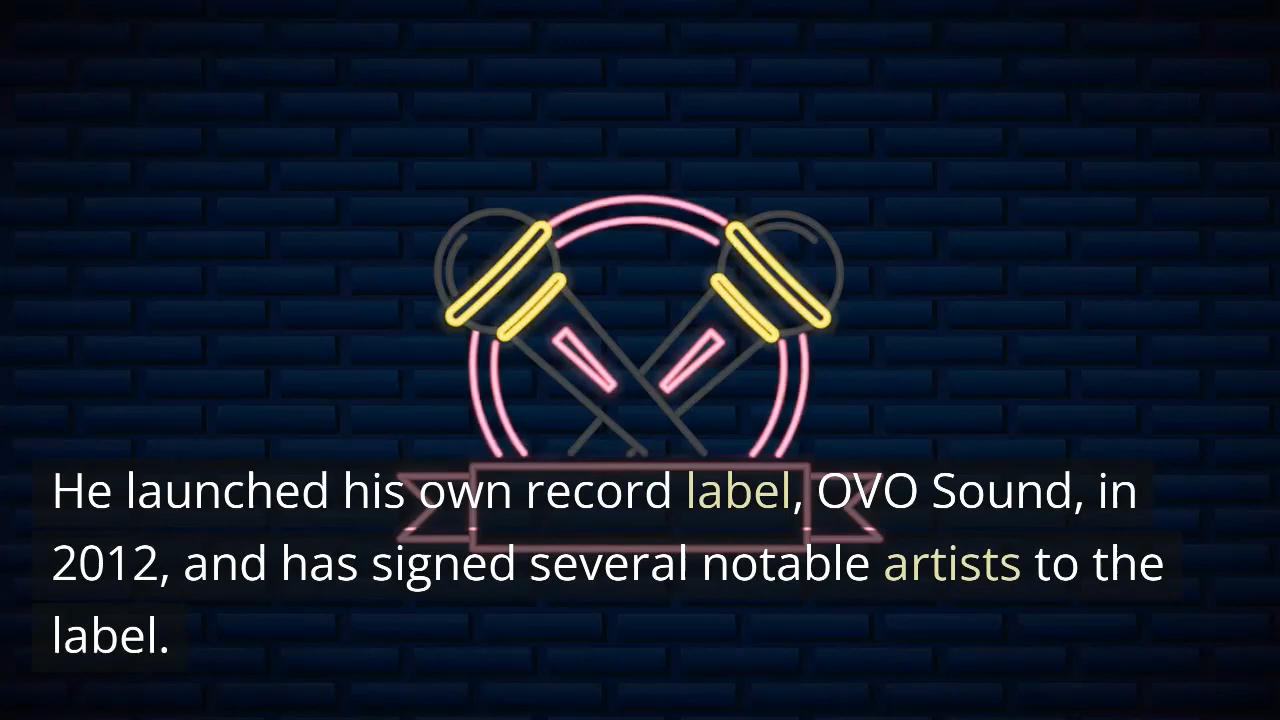 He launched his own record label, OVO Sound, in
2012, and has signed several notable artists to the
label.